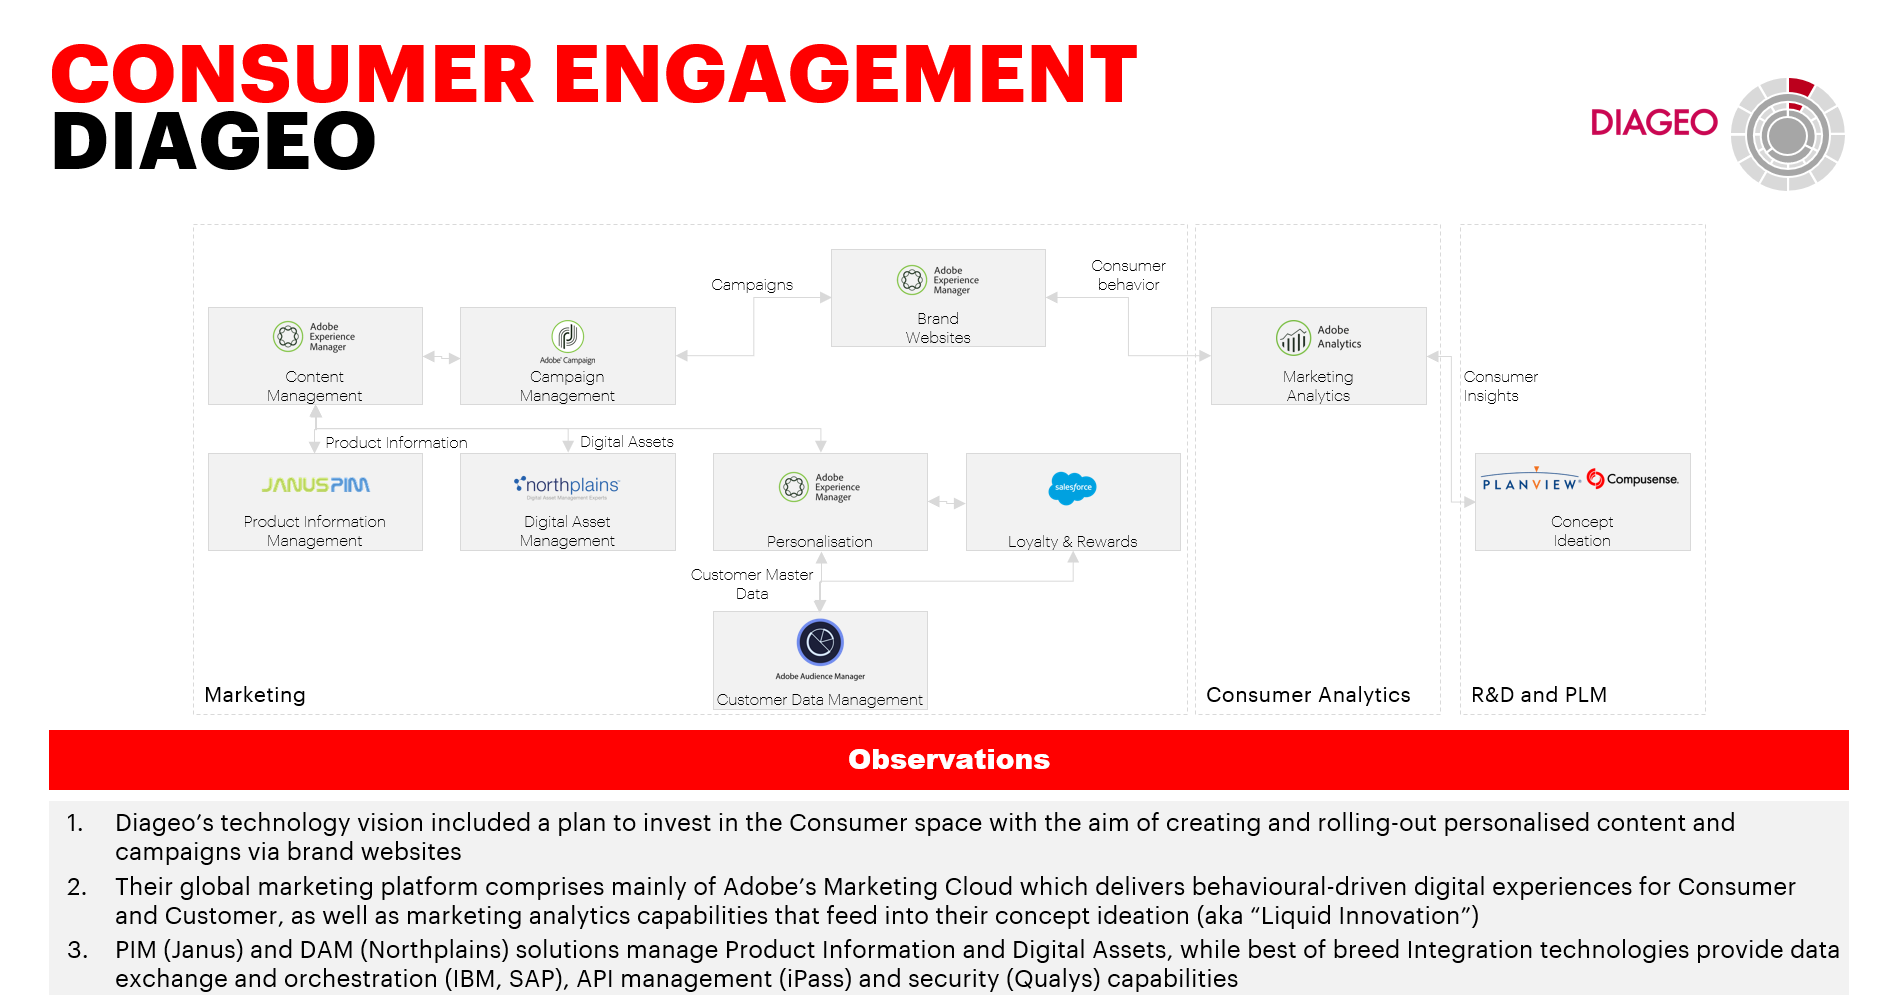 CONSUMER ENGAGEMENT
DIAGEO
DIAGEO
Campaigns
Adobe
Experience
Manager
Brand
Websites
Consumer
behavior
Adobe
Experience
Manager
Content
Management
Adobe® Campaign
Campaign
Management
Adobe
Analytics
Marketing
Analytics
Consumer
Insights
Product Information
Digital Assets
JANUSPIM
Product Information
Management
northplains™
Digital Asset Management Experts
Digital Asset
Management
Adobe
Experience
Manager
Personalisation
salesforce
Loyalty & Rewards
PLANVIEW®
Compusense.
Concept
Ideation
Customer Master
Data
Adobe Audience Manager
Customer Data Management
Marketing
Consumer Analytics
R&D and PLM
Observations
1. Diageo’s technology vision included a plan to invest in the Consumer space with the aim of creating and rolling-out personalised content and
campaigns via brand websites
2. Their global marketing platform comprises mainly of Adobe’s Marketing Cloud which delivers behavioural-driven digital experiences for Consumer
and Customer, as well as marketing analytics capabilities that feed into their concept ideation (aka “Liquid Innovation”)
3. PIM (Janus) and DAM (Northplains) solutions manage Product Information and Digital Assets, while best of breed Integration technologies provide data
exchange and orchestration (IBM, SAP), API management (iPass) and security (Qualys) capabilities